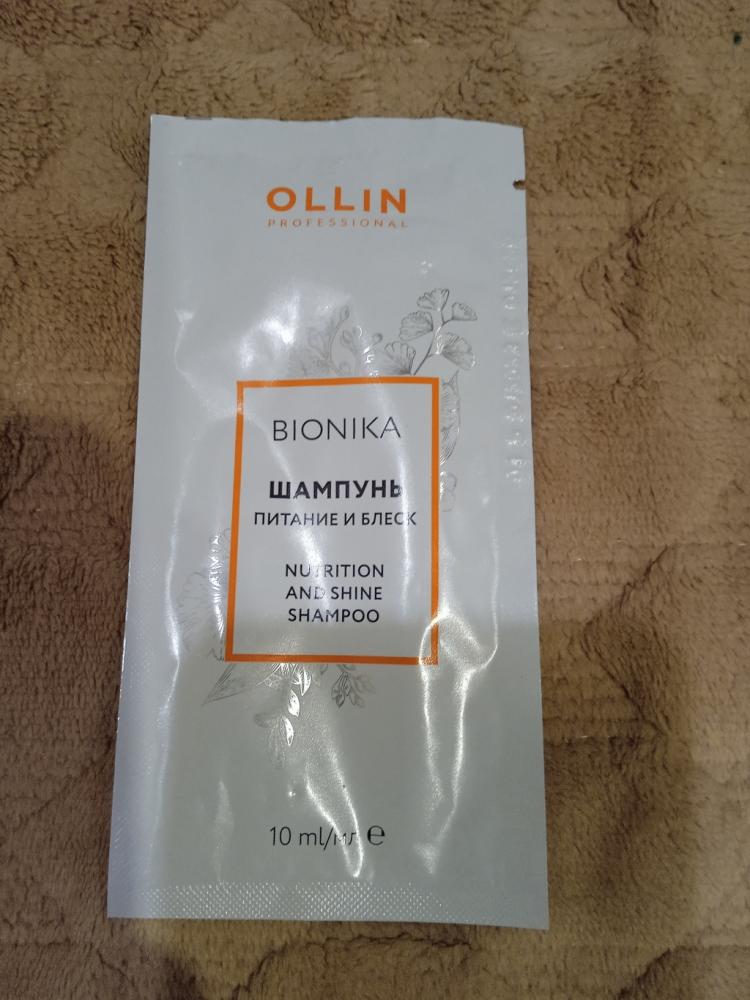 OLLIN
PROFESSIONAL
BIONIKA
ШАМПУНЬ
ПИТАНИЕ И БЛЕСК
NUTRITION
AND SHINE
SHAMPOO
10 ml/мл e